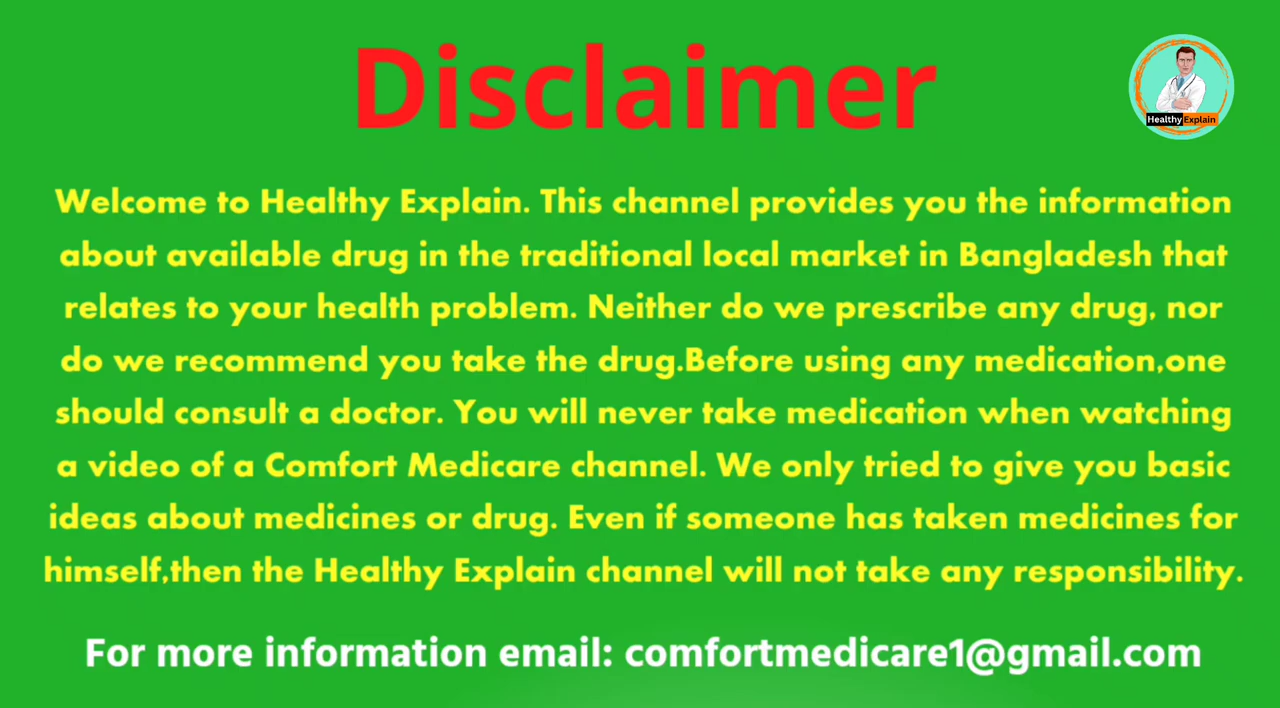 Disclaimer
Healthy Explain
Welcome to Healthy Explain. This channel provides you the information
about available drug in the traditional local market in Bangladesh that
relates to your health problem. Neither do we prescribe any drug, nor
do we recommend you take the drug.Before using any medication,one
should consult a doctor. You will never take medication when watching
a video of a Comfort Medicare channel. We only tried to give you basic
ideas about medicines or drug. Even if someone has taken medicines for
himself,then the Healthy Explain channel will not take any responsibility.
For more information email: comfortmedicare1@gmail.com